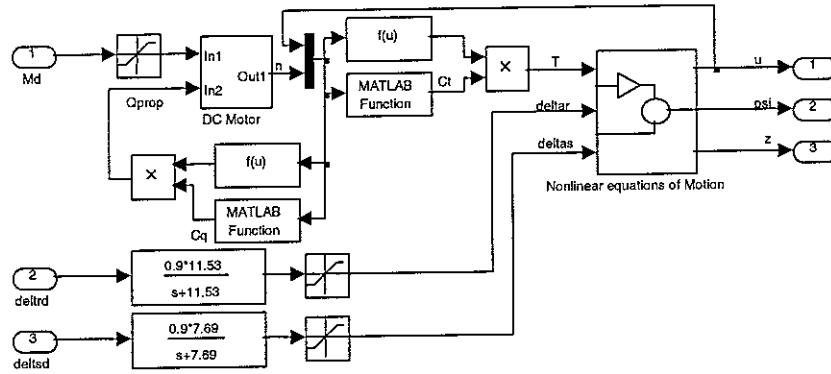 1
Md
In1
In2
Out1
DC Motor
Qprop
n
f(u)
MATLAB
Function
Ct
×
T
deltar
deltas
Nonlinear equations of Motion
u
1
psi
2
z
3
×
f(u)
MATLAB
Function
Cq
2
deltrd
0.9*11.53
s+11.53
3
deltsd
0.9*7.69
s+7.69